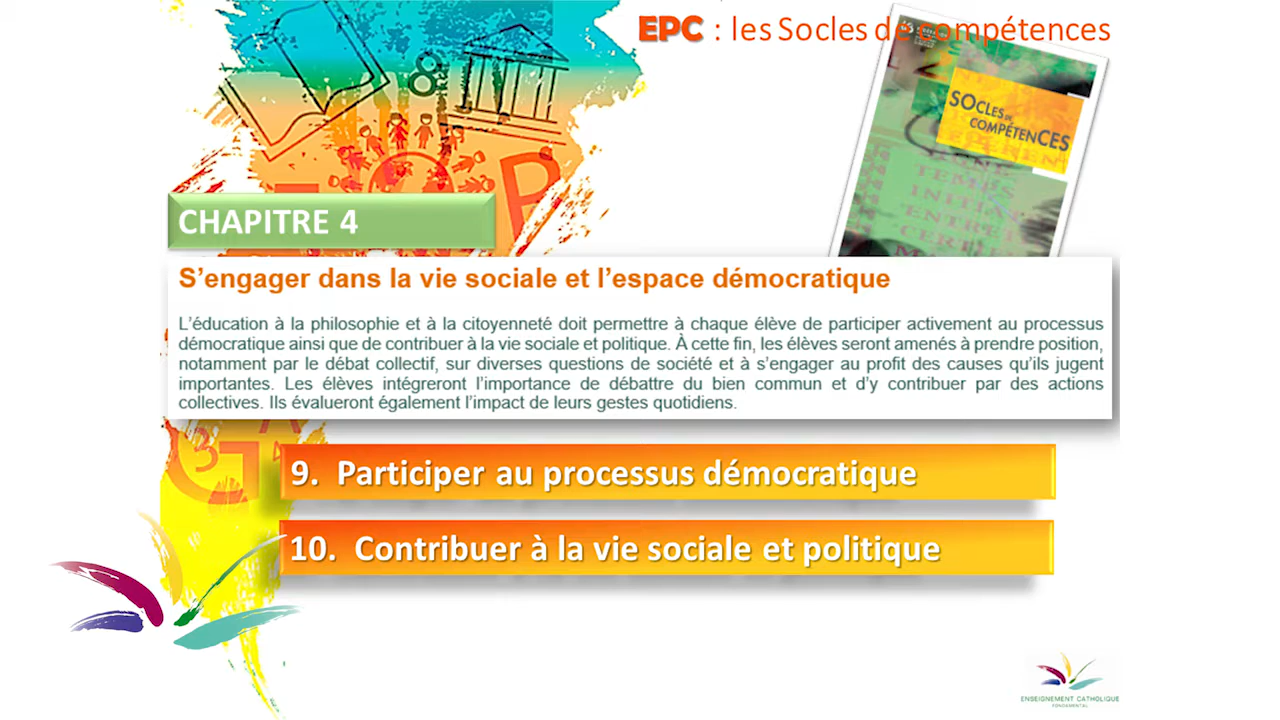 EPC : les Socles de compétences
SOCLES DE
COMPÉTENCES
CHAPITRE 4
S'engager dans la vie sociale et l'espace démocratique
L'éducation à la philosophie et à la citoyenneté doit permettre à chaque élève de participer activement au processus
démocratique ainsi que de contribuer à la vie sociale et politique. À cette fin, les élèves seront amenés à prendre position,
notamment par le débat collectif, sur diverses questions de société et à s'engager au profit des causes qu'ils jugent
importantes. Les élèves intégreront l'importance de débattre du bien commun et d'y contribuer par des actions
collectives. Ils évalueront également l'impact de leurs gestes quotidiens.
9. Participer au processus démocratique
10. Contribuer à la vie sociale et politique
ENSEIGNEMENT CATHOLIQUE
FONDAMENTAL